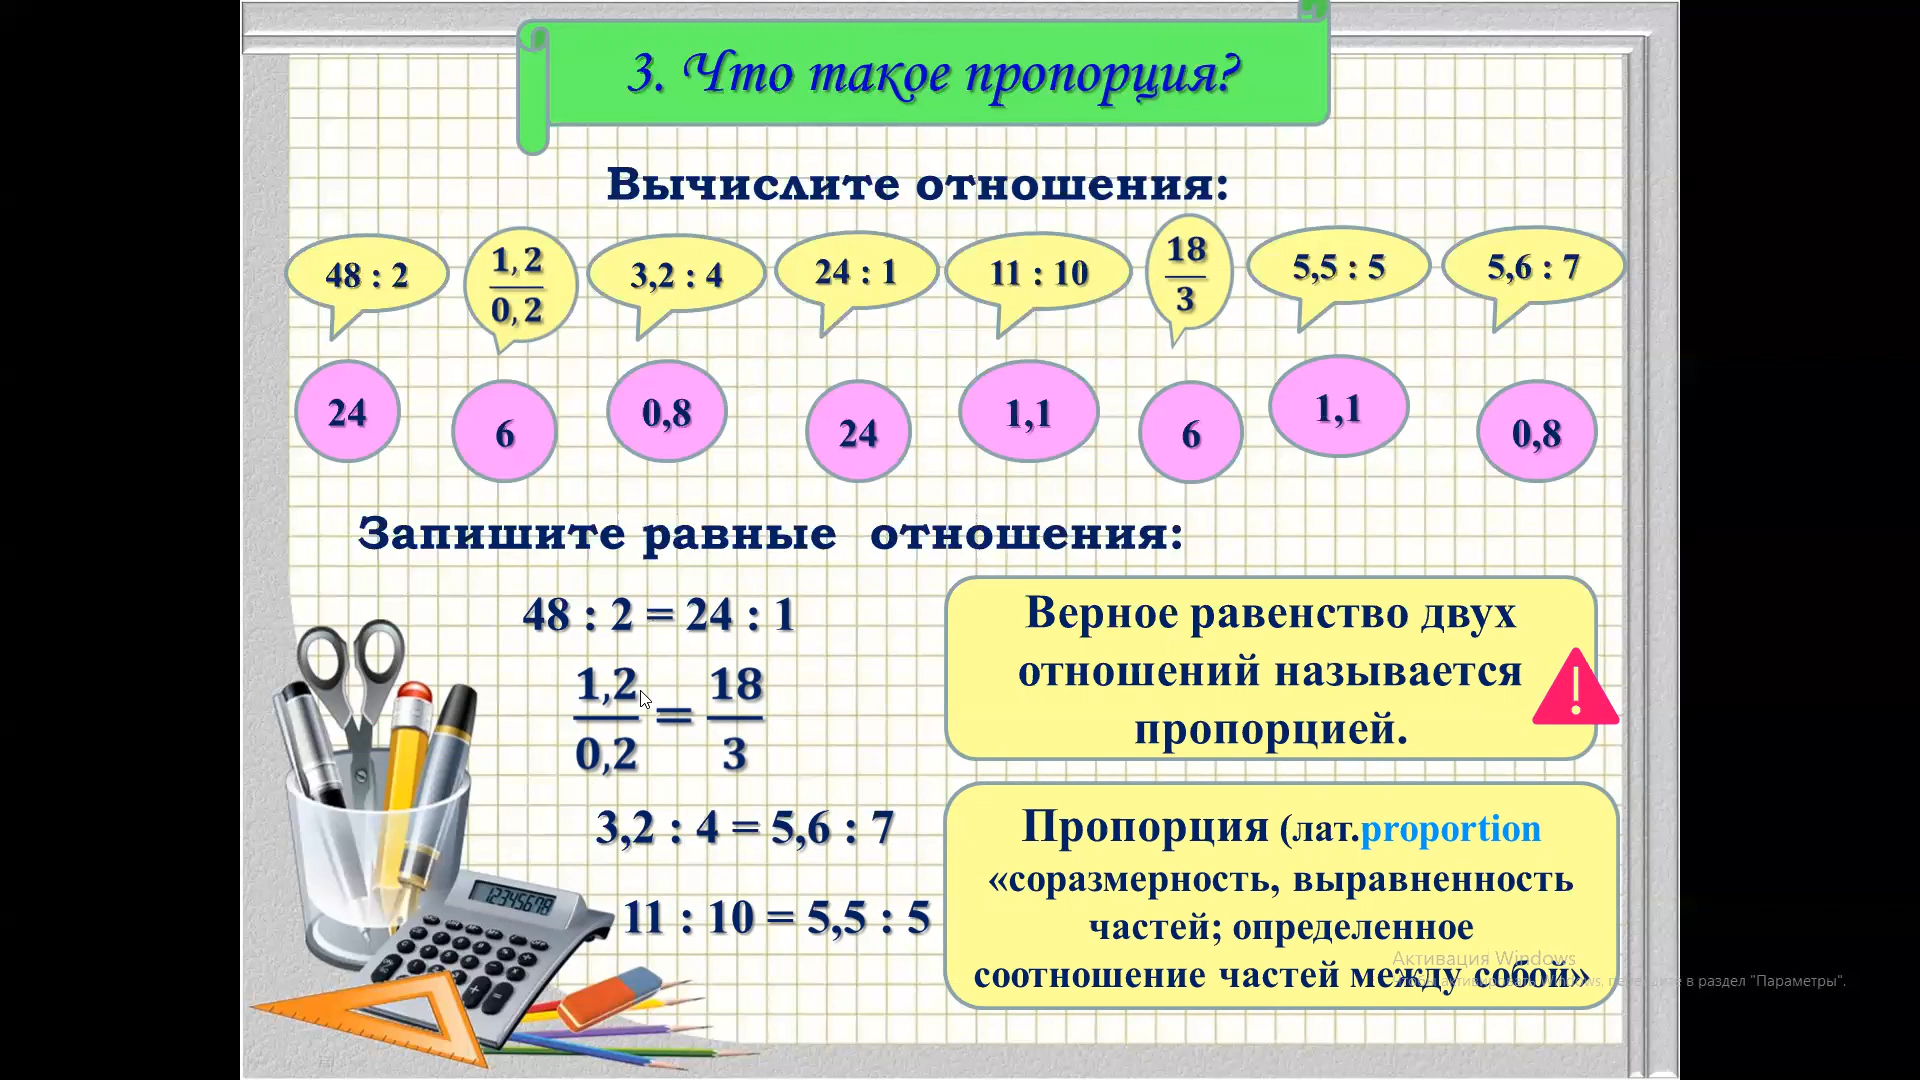 3. Что такое пропорция?
Вычислите отношения:
48 : 2
1,2
0,2
3,2 : 4
24 : 1
11 : 10
18
3
5,5 : 5
5,6 : 7
24
6
0,8
24
1,1
6
1,1
0,8
Запишите равные отношения:
48 : 2 = 24 : 1
1,2 = 18
0,2 3
3,2 : 4 = 5,6 : 7
11 : 10 = 5,5 : 5
Верное равенство двух
отношений называется
пропорцией.
!
Пропорция (лат.proportion
«соразмерность, выравненность
частей; определенное
соотношение частей между собой»
Активация Windows
в раздел "Параметры".
12345678